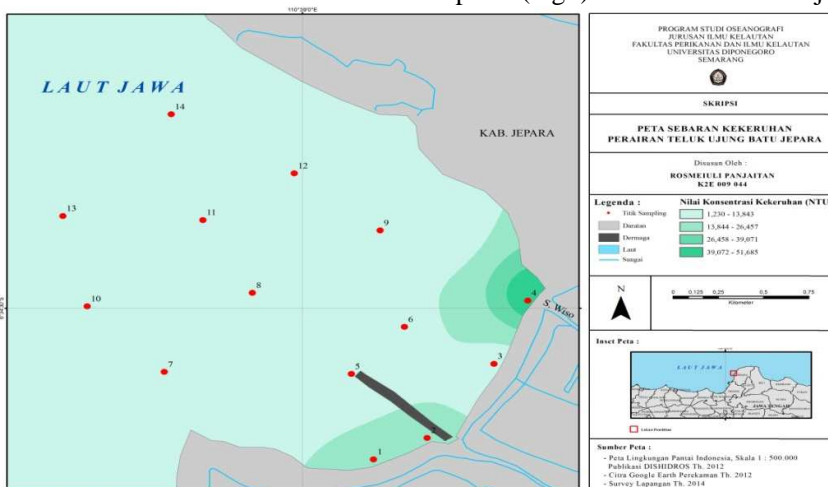 110°39'0"E
LAUT JAWA
14
KAB. JEPARA
12
13
11
9
8
4
10
S. Wiso
6
7
5
3
2
1
PROGRAM STUDI OSEANOGRAFI
JURUSAN ILMU KELAUTAN
FAKULTAS PERIKANAN DAN ILMU KELAUTAN
UNIVERSITAS DIPONEGORO
SEMARANG
SKRIPSI
PETA SEBARAN KEKERUHAN
PERAIRAN TELUK UJUNG BATU JEPARA
Disusun Oleh :
ROSMEIULI PANJAITAN
K2E 009 044
Legenda :
Titik Sampling
Daratan
Dermaga
Laut
Sungai
Nilai Konsentrasi Kekeruhan (NTU
1,230 - 13,843
13,844 - 26,457
26,458 - 39,071
39,072 - 51,685
N
0 0,125 0,25 0,5 0,75
Kilometer
Inset Peta :
LAUT JAWA
JAWA TENGAH
Lokasi Penelitian
Sumber Peta :
- Peta Lingkungan Pantai Indonesia, Skala 1 : 500.000
Publikasi DISHIDROS Th. 2012
- Citra Google Earth Perekaman Th. 2012
- Survey Lapangan Th. 2014